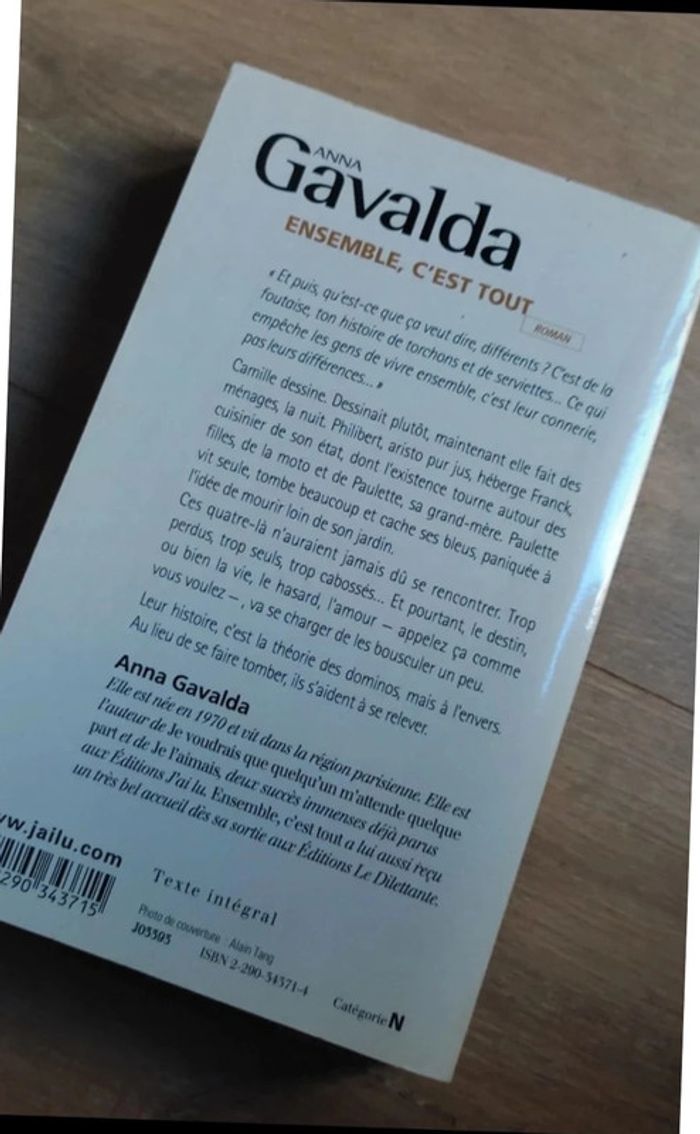 ANNA
Gavalda
ENSEMBLE, C'EST TOUT
ROMAN
« Et puis, qu'est-ce que ça veut dire, différents ? C'est de la
foutaise, ton histoire de torchons et de serviettes... Ce qui
empêche les gens de vivre ensemble, c'est leur connerie,
pas leurs différences... »
Camille dessine. Dessinait plutôt, maintenant elle fait des
ménages, la nuit. Philibert, aristo pur jus, héberge Franck,
cuisinier de son état, dont l'existence tourne autour des
filles, de la moto et de Paulette, sa grand-mère. Paulette
vit seule, tombe beaucoup et cache ses bleus, paniquée à
l'idée de mourir loin de son jardin.
Ces quatre-là n'auraient jamais dû se rencontrer. Trop
perdus, trop seuls, trop cabossés... Et pourtant, le destin,
ou bien la vie, le hasard, l'amour – appelez ça comme
vous voulez – , va se charger de les bousculer un peu.
Leur histoire, c'est la théorie des dominos, mais à l'envers.
Au lieu de se faire tomber, ils s'aident à se relever.
Anna Gavalda
Elle est née en 1970 et vit dans la région parisienne. Elle est
l'auteur de Je voudrais que quelqu'un m'attende quelque
part et de Je l'aimais, deux succès immenses déjà parus
aux Éditions J'ai lu. Ensemble, c'est tout a lui aussi reçu
un très bel accueil dès sa sortie aux Éditions Le Dilettante.
w.jailu.com
290 343715
Texte intégral
Photo de couverture : Alain Tang
ISBN 2-290-34371-4
Catégorie N